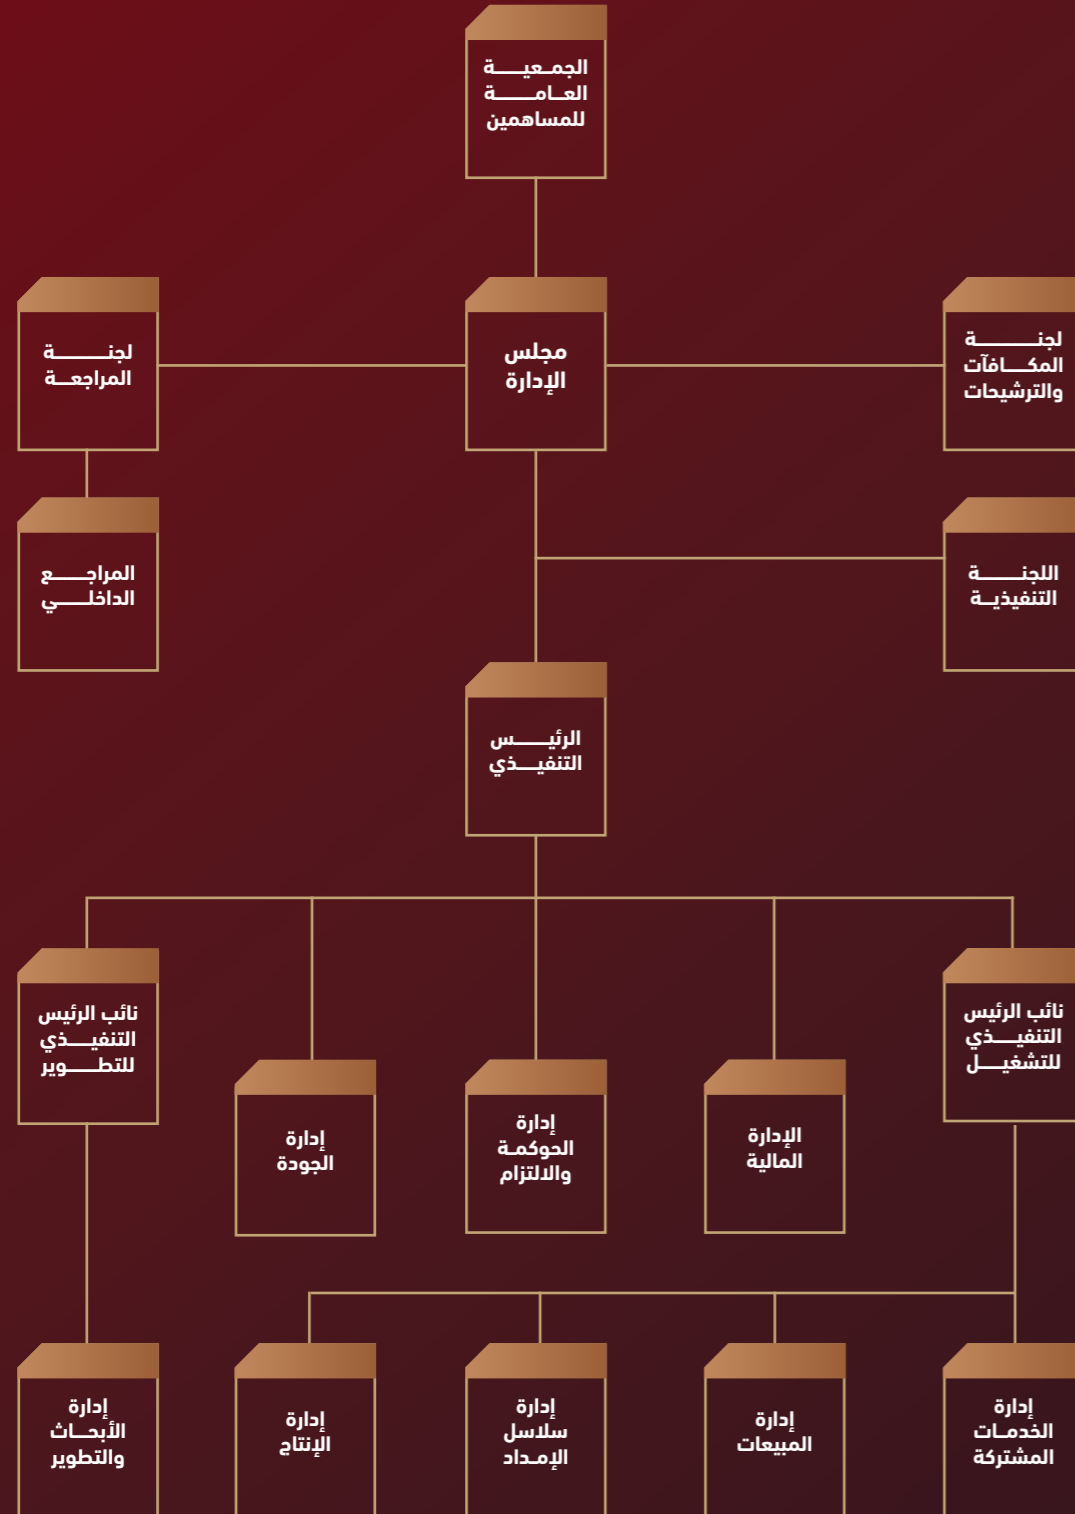 الجمعية
العامة
للمساهمين
لجنة
المكافآت
والترشيحات
مجلس
الإدارة
لجنة
المراجعة
اللجنة
التنفيذية
المراجع
الداخلي
الرئيس
التنفيذي
نائب الرئيس
التنفيذي
للتشغيل
نائب الرئيس
التنفيذي
للتطوير
الإدارة
المالية
إدارة
الحوكمة
والالتزام
إدارة
الجودة
إدارة
الخدمات
المشتركة
إدارة
المبيعات
إدارة
سلاسل
الإمداد
إدارة
الإنتاج
إدارة
الأبحاث
والتطوير